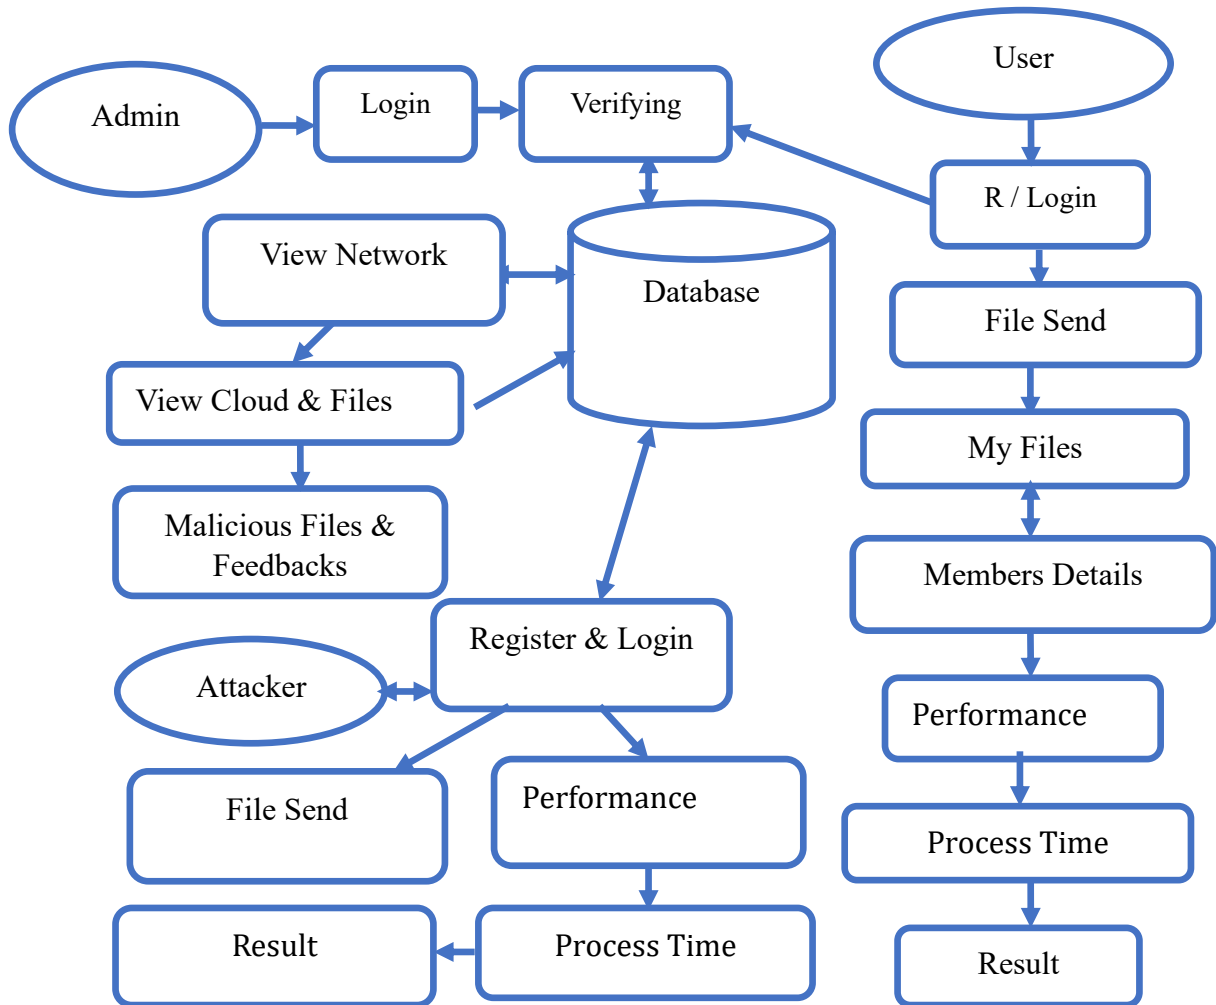 User
Admin
Login
Verifying
R / Login
View Network
Database
File Send
View Cloud & Files
My Files
Malicious Files &
Feedbacks
Members Details
Register & Login
Attacker
Performance
File Send
Performance
Process Time
Result
Process Time
Result